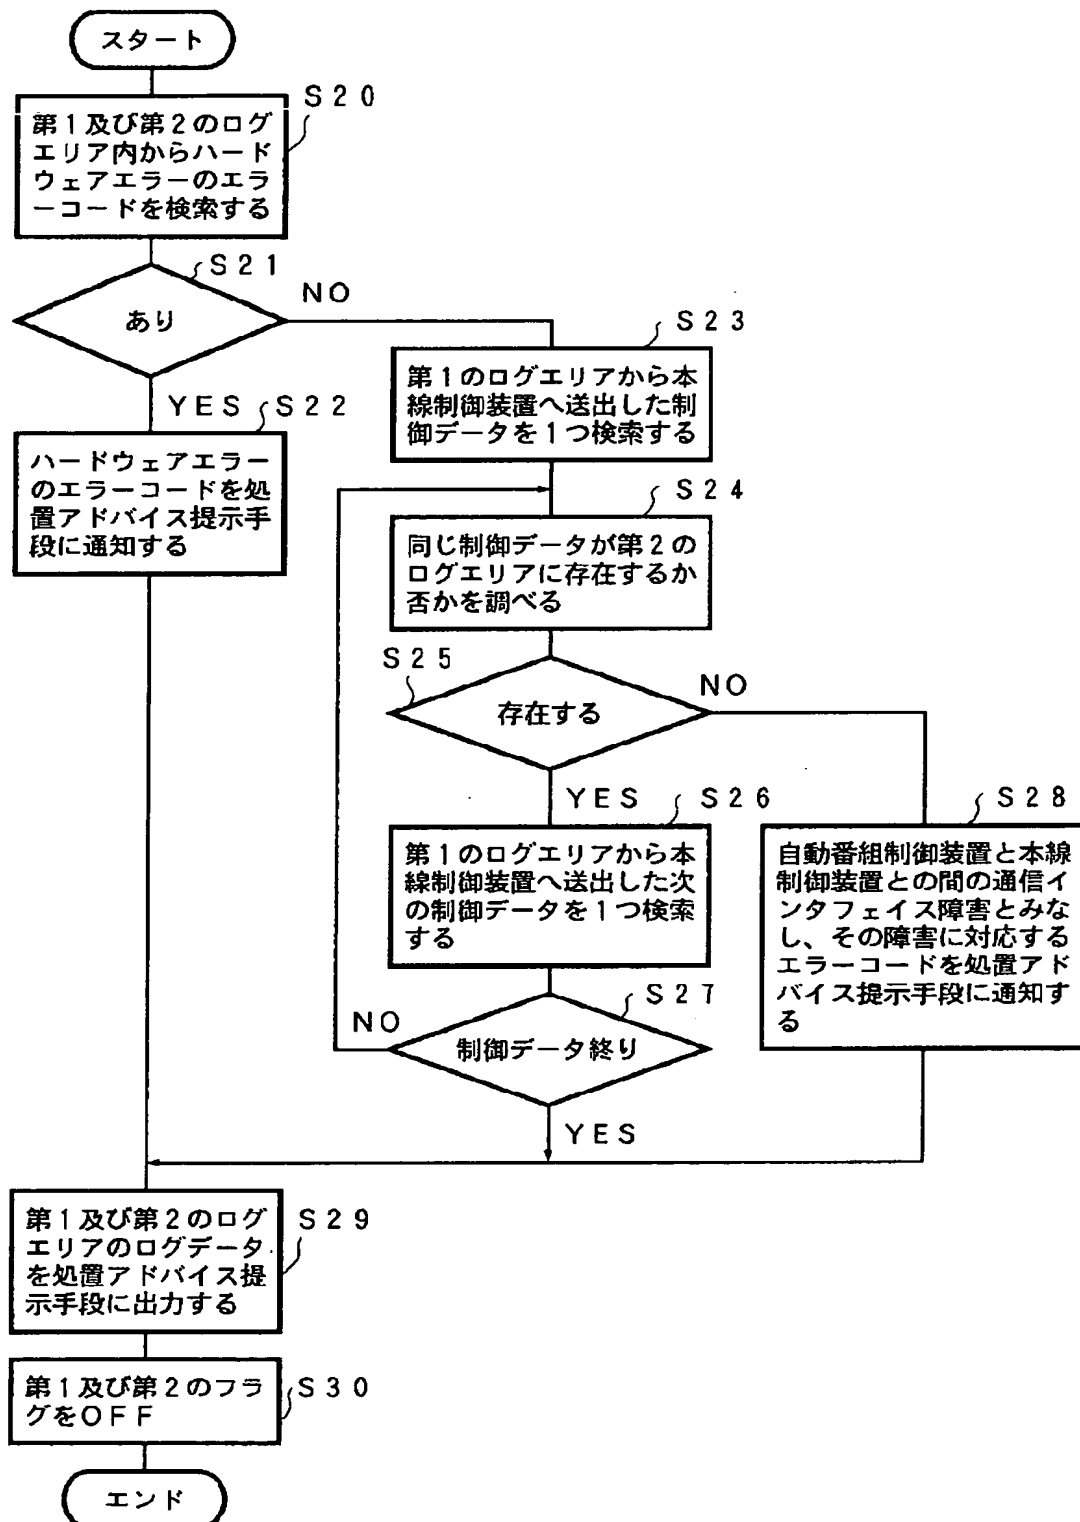 スタート
S20
第1及び第2のログ
エリア内からハード
ウェアエラーのエラ
ーコードを検索する
S21
あり
NO
YES
S22
ハードウェアエラー
のエラーコードを処
置アドバイス提示手
段に通知する
S23
第1のログエリアから本
線制御装置へ送出した制
御データを1つ検索する
S24
同じ制御データが第2の
ログエリアに存在するか
否かを調べる
S25
存在する
NO
YES
S26
第1のログエリアから本
線制御装置へ送出した次
の制御データを1つ検索
する
S27
制御データ終り
NO
YES
S28
自動番組制御装置と本線
制御装置との間の通信イ
ンタフェイス障害とみな
し、その障害に対応する
エラーコードを処置アド
バイス提示手段に通知す
る
S29
第1及び第2のログ
エリアのログデータ
を処置アドバイス提
示手段に出力する
S30
第1及び第2のフラ
グをOFF
エンド